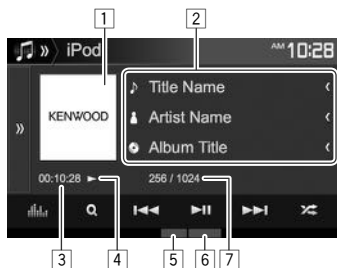 1 2
iPod AM 10:28
Title Name
KENWOOD Artist Name
Album Title
00:10:28 256 / 1024
3 4 5 6 7